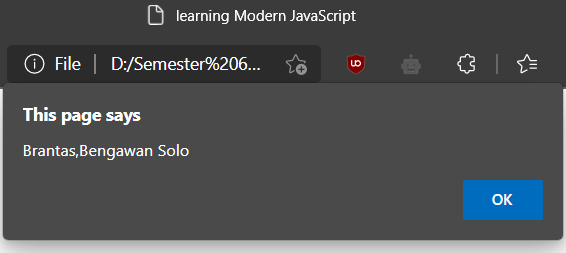 learning Modern JavaScript
File
D:/Semester%206...
This page says
Brantas,Bengawan Solo
OK